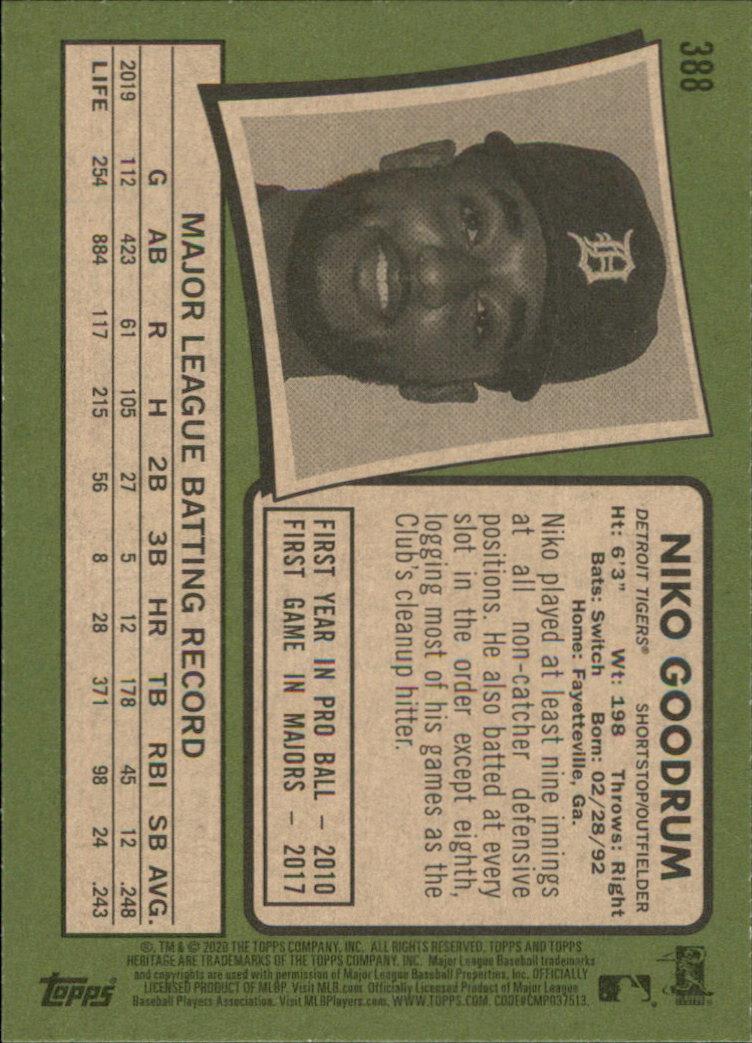 388
NIKO GOODRUM
DETROIT TIGERS® SHORTSTOP/OUTFIELDER
Ht: 6'3" Wt: 198 Throws: Right
Bats: Switch Born: 02/28/92
Home: Fayetteville, Ga.
Niko played at least nine innings
at all non-catcher defensive
positions. He also batted at every
slot in the order except eighth,
logging most of his games as the
Club's cleanup hitter.
FIRST YEAR IN PRO BALL – 2010
FIRST GAME IN MAJORS – 2017
MAJOR LEAGUE BATTING RECORD
G AB R H 2B 3B HR TB RBI SB AVG.
2019 112 423 61 105 27 5 12 178 45 12 .248
LIFE 254 884 117 215 56 8 28 371 98 24 .243
®, TM & © 2020 THE TOPPS COMPANY, INC. ALL RIGHTS RESERVED. TOPPS AND TOPPS
HERITAGE ARE TRADEMARKS OF THE TOPPS COMPANY, INC. Major League Baseball trademarks
and copyrights are used with permission of Major League Baseball Properties, Inc. OFFICIALLY
LICENSED PRODUCT OF MLBP. Visit MLB.com. Officially Licensed Product of Major League
Baseball Players Association. Visit MLBPlayers.com. WWW.TOPPS.COM. CODE#CMP037513.
topps®